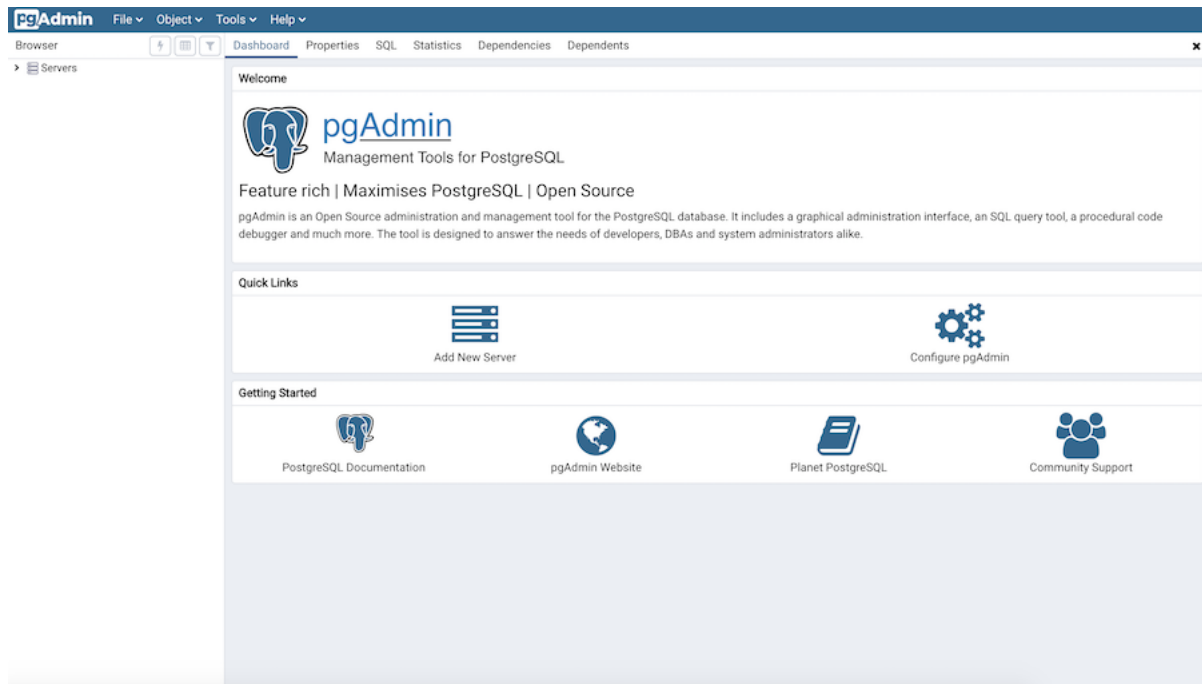 pgAdmin File Object Tools Help
Browser
Dashboard Properties SQL Statistics Dependencies Dependents
Servers
Welcome
pgAdmin
Management Tools for PostgreSQL
Feature rich | Maximises PostgreSQL | Open Source
pgAdmin is an Open Source administration and management tool for the PostgreSQL database. It includes a graphical administration interface, an SQL query tool, a procedural code
debugger and much more. The tool is designed to answer the needs of developers, DBAs and system administrators alike.
Quick Links
Add New Server
Configure pgAdmin
Getting Started
PostgreSQL Documentation
pgAdmin Website
Planet PostgreSQL
Community Support